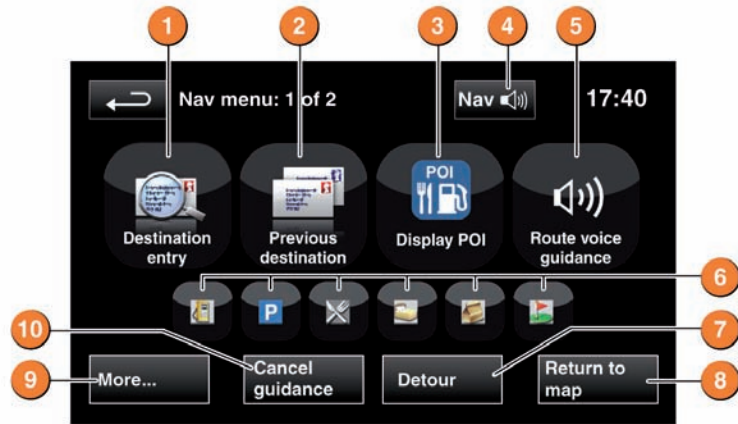 1 2 3 4 5
Nav menu: 1 of 2 Nav 17:40
POI
Destination entry
Previous destination
Display POI
Route voice guidance
6
P
10
7
9
More...
Cancel guidance
Detour
Return to map
8